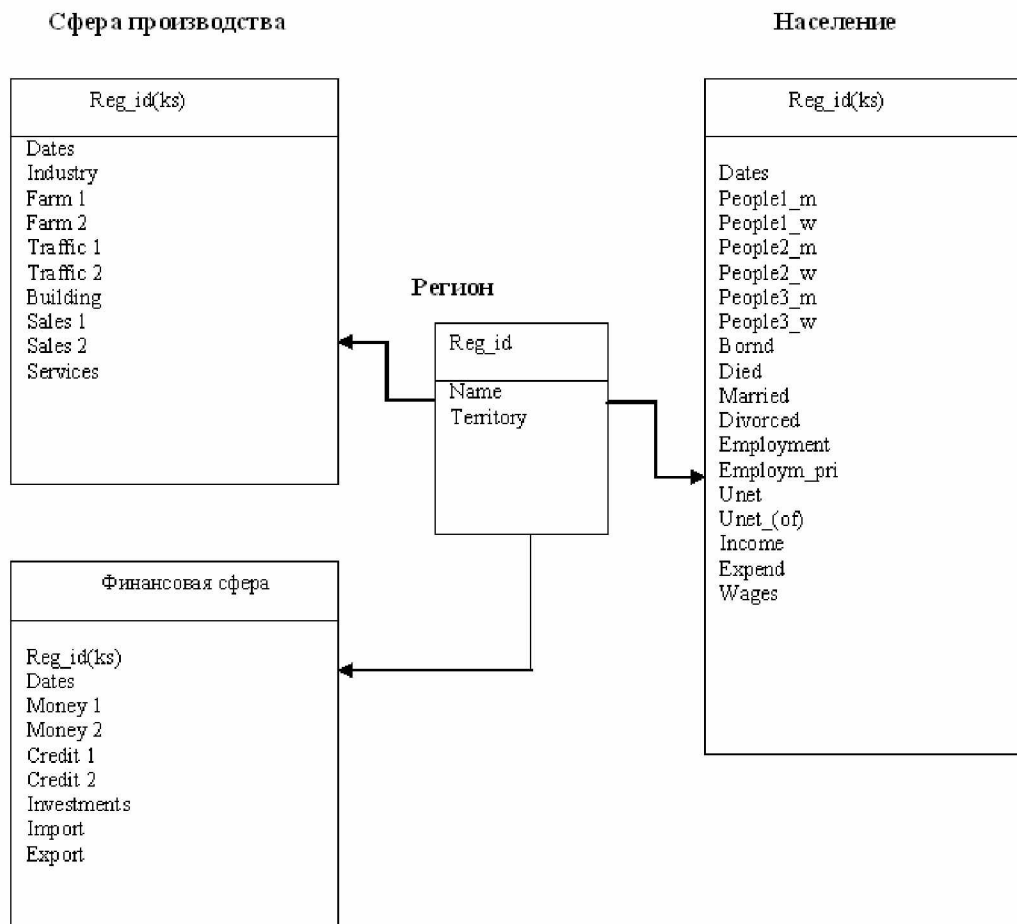 Сфера производства
Reg_id(ks)
Dates
Industry
Farm 1
Farm 2
Traffic 1
Traffic 2
Building
Sales 1
Sales 2
Services
Регион
Reg_id
Name
Territory
Население
Reg_id(ks)
Dates
People1_m
People1_w
People2_m
People2_w
People3_m
People3_w
Bornd
Died
Married
Divorced
Employment
Employm_pri
Unet
Unet_(of)
Income
Expend
Wages
Финансовая сфера
Reg_id(ks)
Dates
Money 1
Money 2
Credit 1
Credit 2
Investments
Import
Export